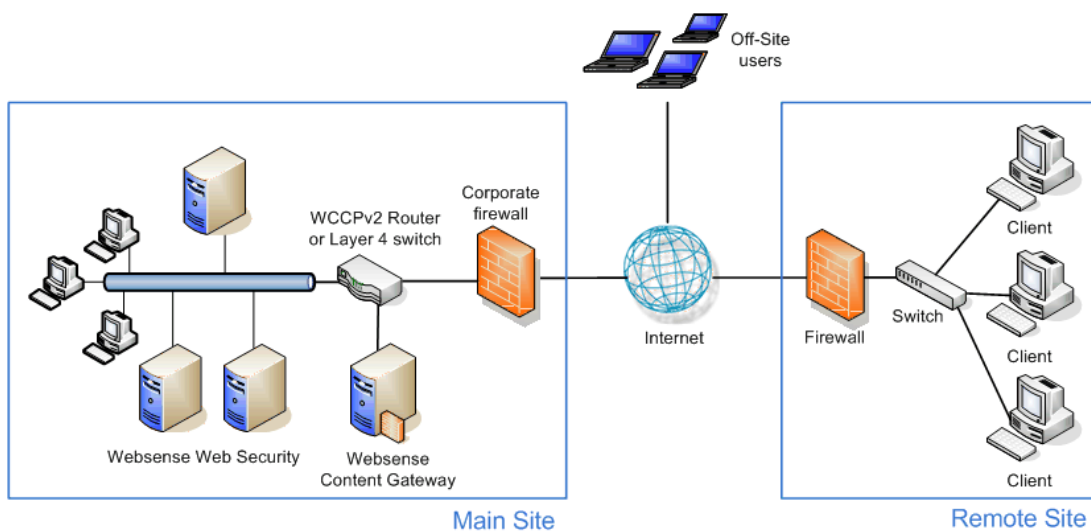 Off-Site
users
WCCPv2 Router
or Layer 4 switch
Corporate
firewall
Client
Internet
Firewall
Switch
Client
Websense Web Security
Websense
Content Gateway
Client
Main Site
Remote Site